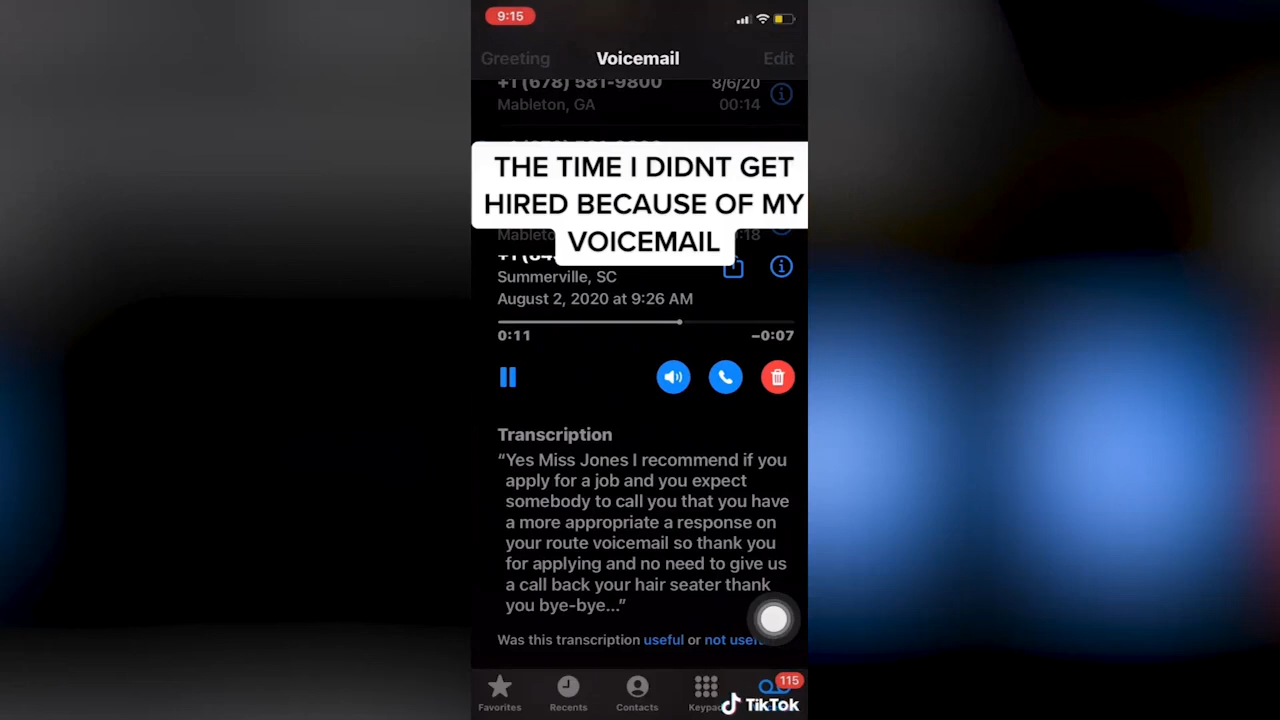 9:15
Greeting Voicemail Edit
+1 (678) 581-9800 8/6/20
Mableton, GA 00:14
THE TIME I DIDNT GET
HIRED BECAUSE OF MY
VOICEMAIL
Summerville, SC
August 2, 2020 at 9:26 AM
0:11 –0:07
Transcription
“Yes Miss Jones I recommend if you
apply for a job and you expect
somebody to call you that you have
a more appropriate a response on
your route voicemail so thank you
for applying and no need to give us
a call back your hair seater thank
you bye-bye...”
Was this transcription useful or not
115
Favorites Recents Contacts
TikTok